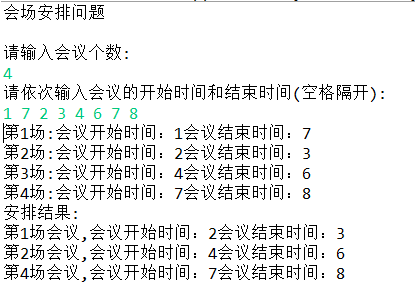 会场安排问题
请输入会议个数:
4
请依次输入会议的开始时间和结束时间(空格隔开):
1 7 2 3 4 6 7 8
第1场:会议开始时间: 1会议结束时间: 7
第2场:会议开始时间: 2会议结束时间: 3
第3场:会议开始时间: 4会议结束时间: 6
第4场:会议开始时间: 7会议结束时间: 8
安排结果:
第1场会议,会议开始时间: 2会议结束时间: 3
第2场会议,会议开始时间: 4会议结束时间: 6
第4场会议,会议开始时间: 7会议结束时间: 8